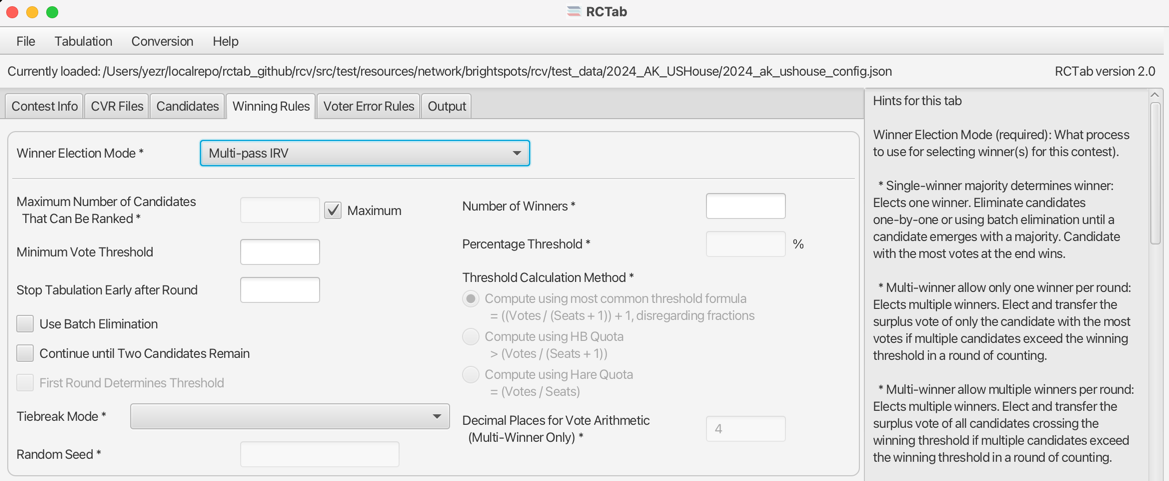 RCTab
File Tabulation Conversion Help
Currently loaded: /Users/yezr/localrepo/rctab_github/rcv/src/test/resources/network/brightspots/rcv/test_data/2024_AK_USHouse/2024_ak_ushouse_config.json
RCTab version 2.0
Contest Info CVR Files Candidates Winning Rules Voter Error Rules Output
Winner Election Mode * Multi-pass IRV
Maximum Number of Candidates
That Can Be Ranked *
Maximum
Minimum Vote Threshold
Stop Tabulation Early after Round
Use Batch Elimination
Continue until Two Candidates Remain
First Round Determines Threshold
Tiebreak Mode *
Random Seed *
Number of Winners *
Percentage Threshold * %
Threshold Calculation Method *
Compute using most common threshold formula
= ((Votes / (Seats + 1)) + 1, disregarding fractions
Compute using HB Quota
> (Votes / (Seats + 1))
Compute using Hare Quota
= (Votes / Seats)
Decimal Places for Vote Arithmetic
(Multi-Winner Only) *
4
Hints for this tab
Winner Election Mode (required): What process
to use for selecting winner(s) for this contest).
* Single-winner majority determines winner:
Elects one winner. Eliminate candidates
one-by-one or using batch elimination until a
candidate emerges with a majority. Candidate
with the most votes at the end wins.
* Multi-winner allow only one winner per round:
Elects multiple winners. Elect and transfer the
surplus vote of only the candidate with the most
votes if multiple candidates exceed the winning
threshold in a round of counting.
* Multi-winner allow multiple winners per round:
Elects multiple winners. Elect and transfer the
surplus vote of all candidates crossing the
winning threshold if multiple candidates exceed
the winning threshold in a round of counting.